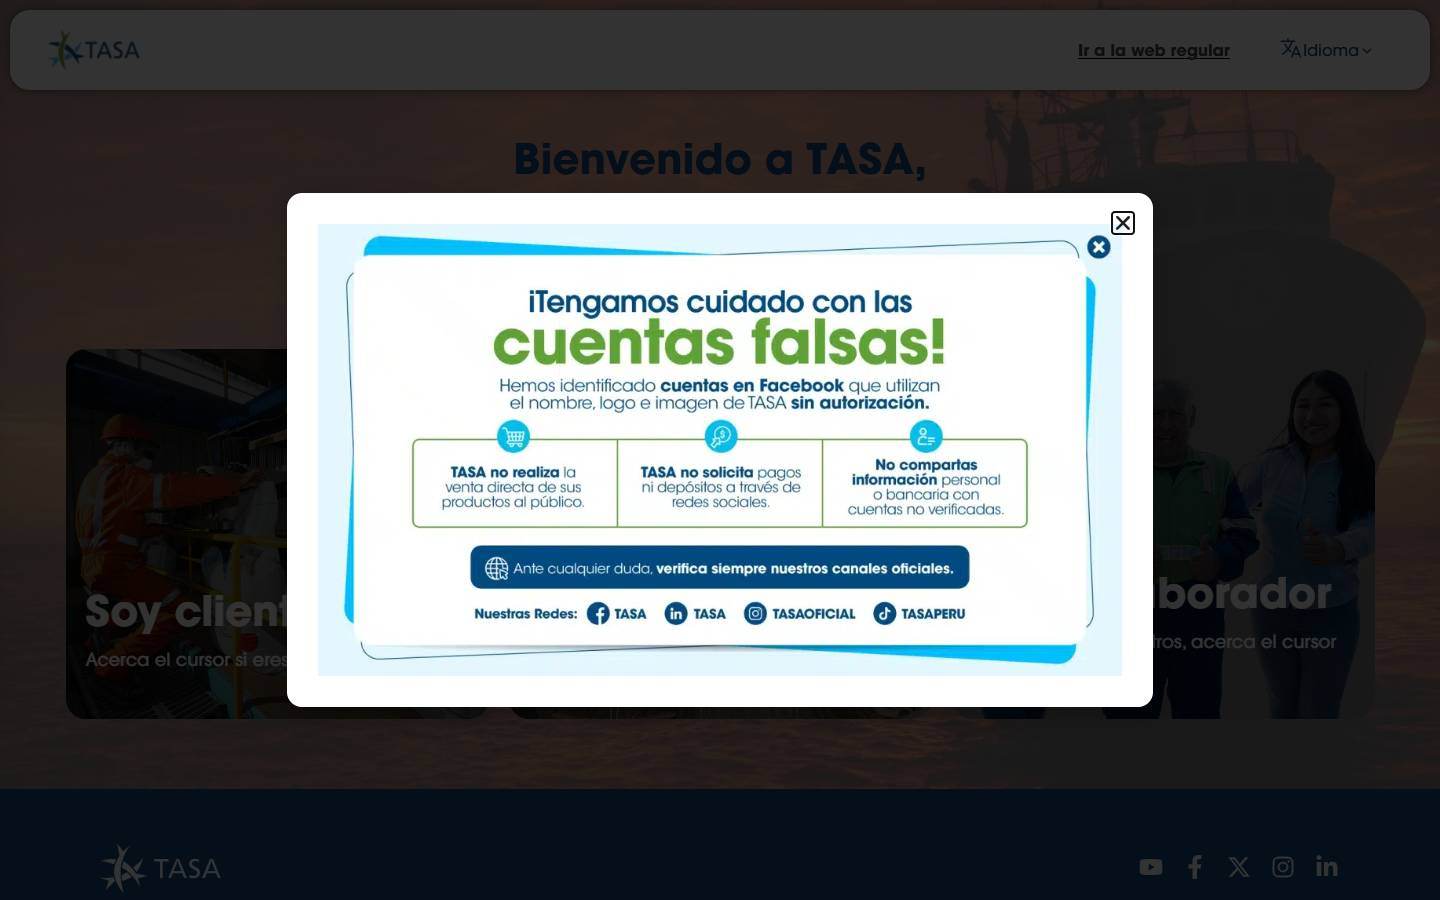 TASA
Ir a la web regular
Idioma
Bienvenido a TASA,
¡Tengamos cuidado con las
cuentas falsas!
Hemos identificado cuentas en Facebook que utilizan
el nombre, logo e imagen de TASA sin autorización.
TASA no realiza la
venta directa de sus
productos al público.
TASA no solicita pagos
ni depósitos a través de
redes sociales.
No compartas
información personal
o bancaria con
cuentas no verificadas.
Ante cualquier duda, verifica siempre nuestros canales oficiales.
Nuestras Redes: TASA TASA TASAOFICIAL TASAPERU
Soy client
Acerca el cursor si eres
borador
tros, acerca el cursor
TASA